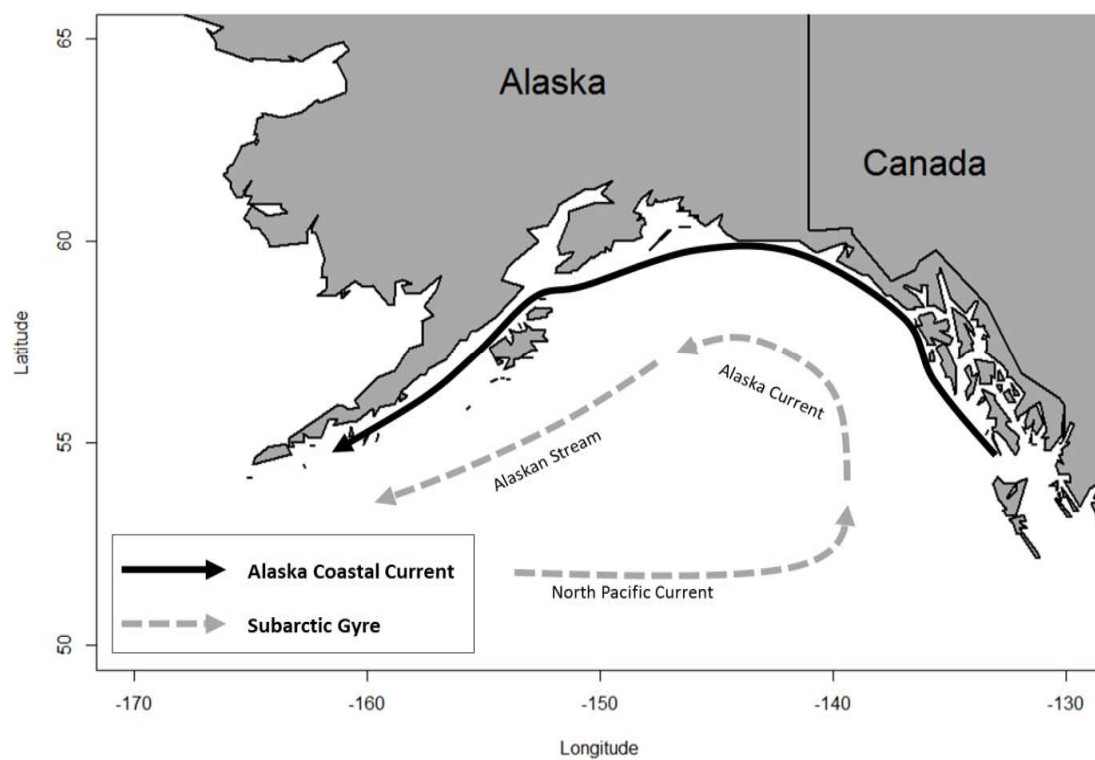 Alaska
Canada
Alaska Current
Alaskan Stream
North Pacific Current
Alaska Coastal Current
Subarctic Gyre
65
60
55
50
Latitude
-170
-160
-150
-140
-130
Longitude